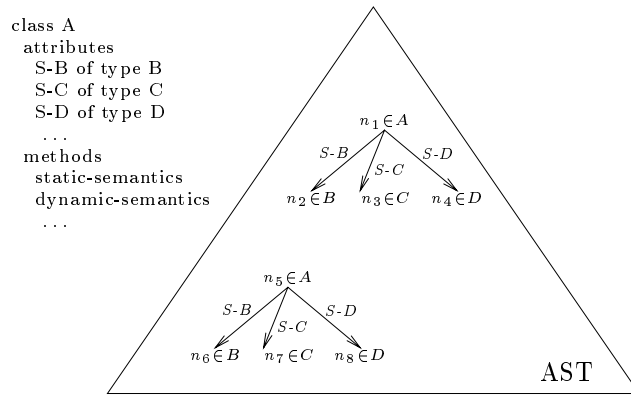 class A
attributes
S-B of type B
S-C of type C
S-D of type D
...
methods
static-semantics
dynamic-semantics
...
n₁∈A
S-B
S-C
S-D
n₂∈B
n₃∈C
n₄∈D
n₅∈A
S-B
S-C
S-D
n₆∈B
n₇∈C
n₈∈D
AST